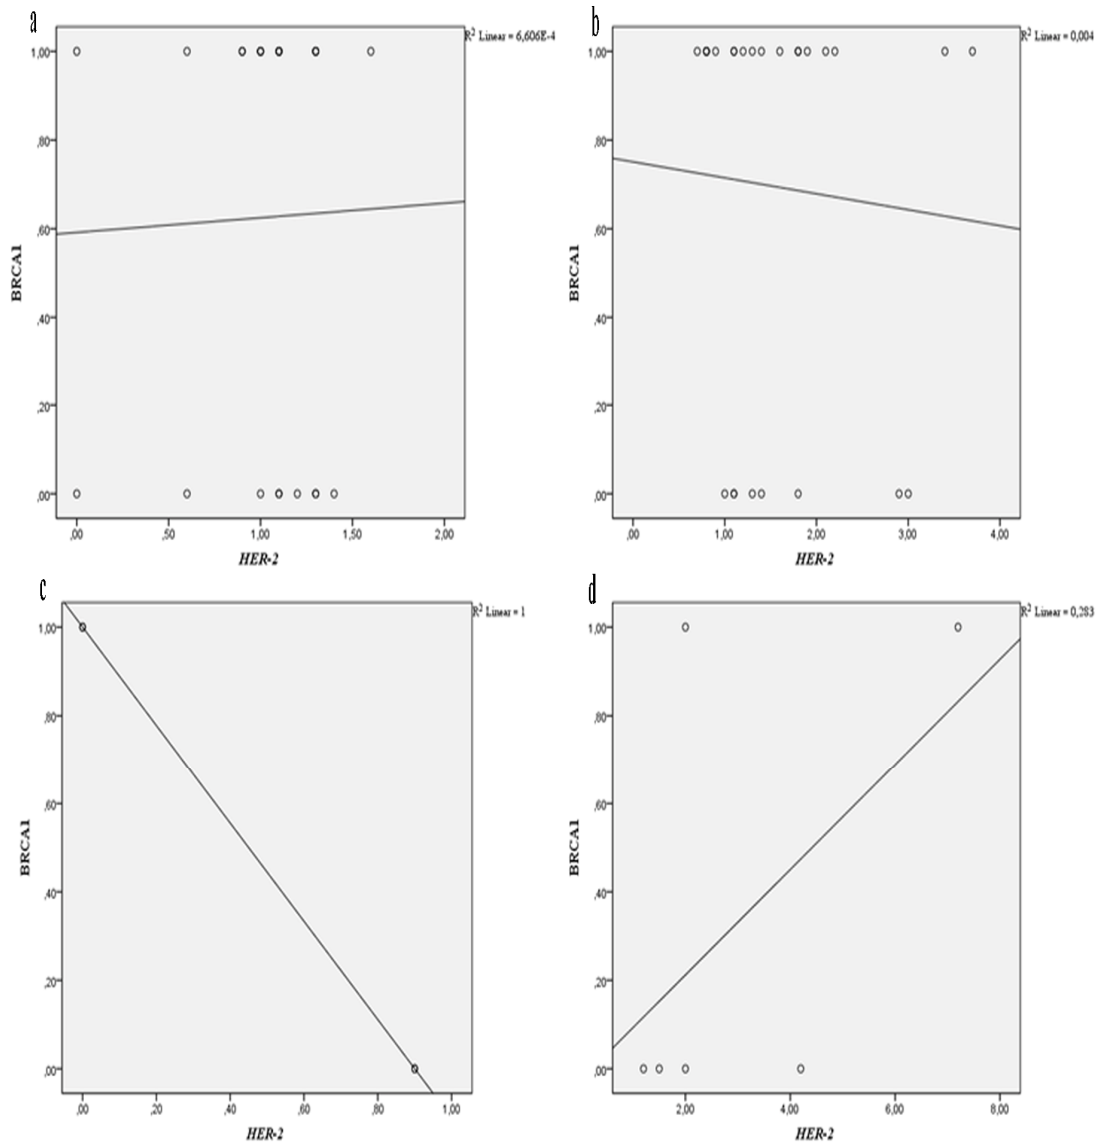 a
R² Linear = 6,606E-4
1,00
,80
,60
,40
,20
,00
BRCA1
,00 ,50 1,00 1,50 2,00
HER-2
b
R² Linear = 0,004
1,00
,80
,60
,40
,20
,00
BRCA1
,00 1,00 2,00 3,00 4,00
HER-2
c
R² Linear = 1
1,00
,80
,60
,40
,20
,00
BRCA1
,00 ,20 ,40 ,60 ,80 1,00
HER-2
d
R² Linear = 0,283
1,00
,80
,60
,40
,20
,00
BRCA1
2,00 4,00 6,00 8,00
HER-2